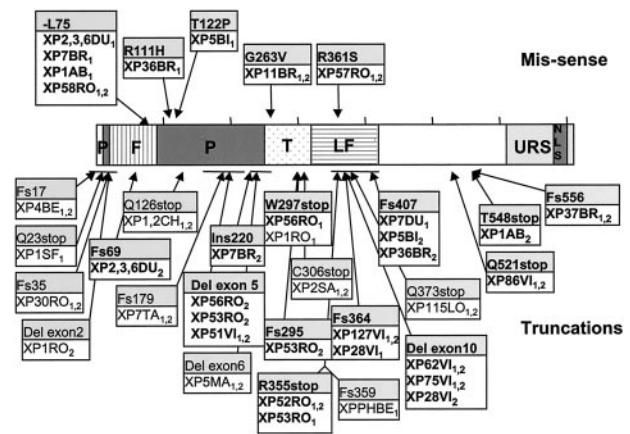 -L75
XP2,3,6DU₁
XP7BR₁
XP1AB₁
XP58RO₁,₂
R111H
XP36BR₁
T122P
XP5BI₁
G263V
XP11BR₁,₂
R361S
XP57RO₁,₂
Mis-sense
P F P T LF URS NLS
Fs17
XP4BE₁,₂
Q23stop
XP1SF₁
Fs35
XP30RO₁,₂
Del exon2
XP1RO₂
Fs69
XP2,3,6DU₂
Q126stop
XP1,2CH₁,₂
Fs179
XP7TA₁,₂
Ins220
XP7BR₂
Del exon 5
XP56RO₂
XP53RO₂
XP51VI₁,₂
Del exon6
XP5MA₁,₂
W297stop
XP56RO₁
XP1RO₁
Fs295
XP53RO₂
C306stop
XP2SA₁,₂
R355stop
XP52RO₁,₂
XP53RO₁
Fs359
XPPHBE₁
Fs364
XP127VI₁,₂
XP28VI₁
Fs407
XP7DU₁
XP5BI₂
XP36BR₂
Q373stop
XP115LO₁,₂
Del exon10
XP62VI₁,₂
XP75VI₁,₂
XP28VI₂
Q521stop
XP86VI₁,₂
T548stop
XP1AB₂
Fs556
XP37BR₁,₂
Truncations